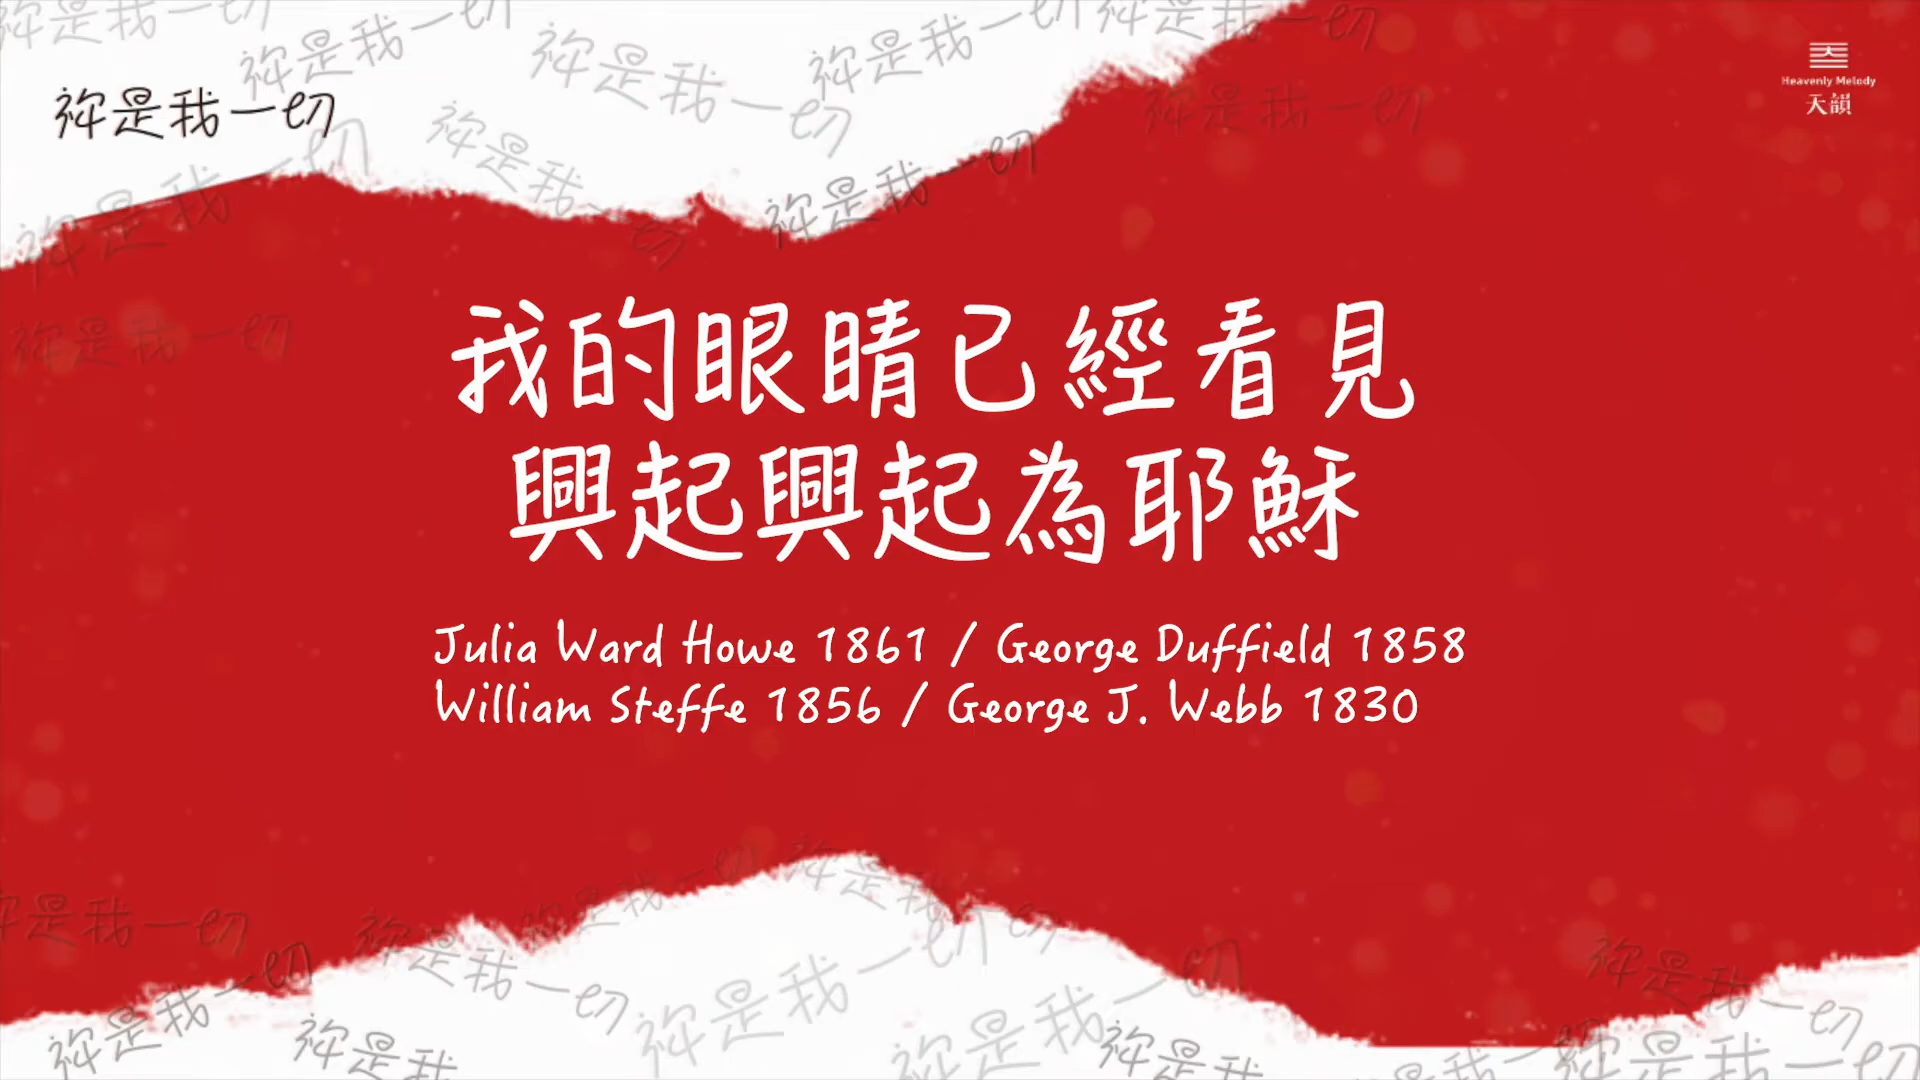 祢是我一切
Heavenly Melody
天韻
我的眼睛已經看見
興起興起為耶穌
Julia Ward Howe 1861 / George Duffield 1858
William Steffe 1856 / George J. Webb 1830